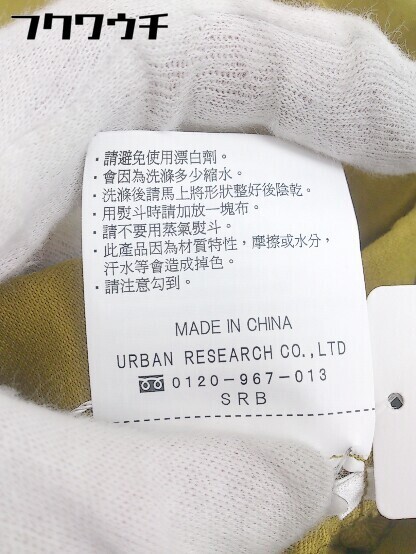 フクワウチ
・請避免使用漂白劑。
・會因為洗滌多少縮水。
・洗滌後請馬上將形狀整好後陰乾。
・用熨斗時請加放一塊布。
・請不要用蒸氣熨斗。
・此產品因為材質特性，摩擦或水分，
汗水等會造成掉色。
・請注意勾到。
MADE IN CHINA
URBAN RESEARCH CO.,LTD
0120-967-013
SRB